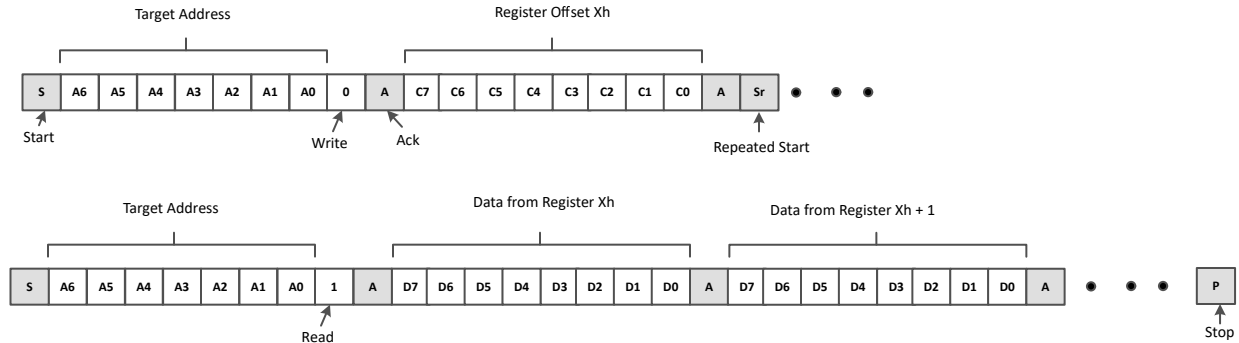 Target Address
Register Offset Xh
S A6 A5 A4 A3 A2 A1 A0 0 A C7 C6 C5 C4 C3 C2 C1 C0 A Sr
Start
Write
Ack
Repeated Start
Target Address
Data from Register Xh
Data from Register Xh + 1
S A6 A5 A4 A3 A2 A1 A0 1 A D7 D6 D5 D4 D3 D2 D1 D0 A D7 D6 D5 D4 D3 D2 D1 D0 A P
Read
Stop